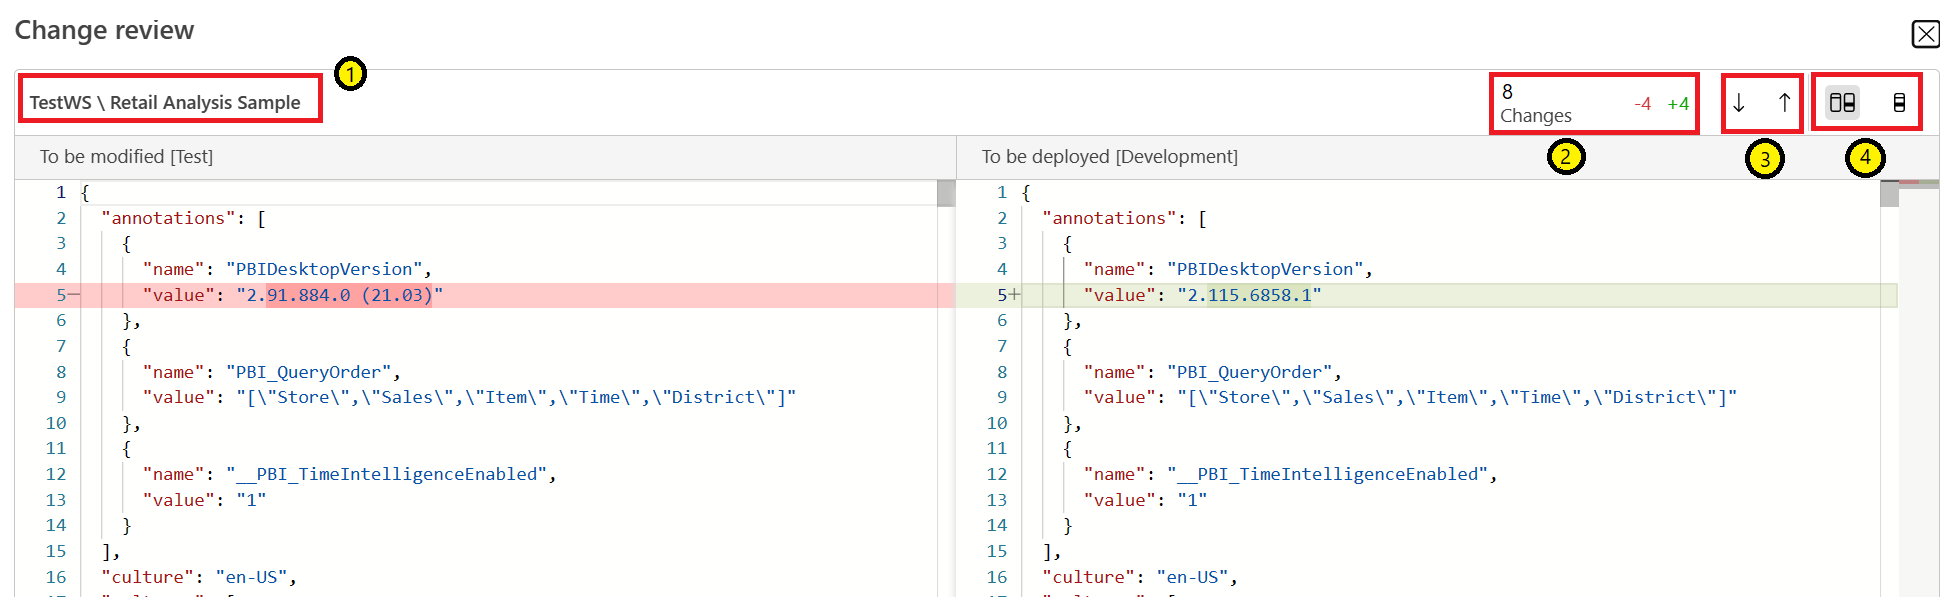 Change review
1
TestWS \ Retail Analysis Sample
8
Changes
-4 +4
2
3
4
To be modified [Test]
1 {
2 "annotations": [
3 {
4 "name": "PBIDesktopVersion",
5− "value": "2.91.884.0 (21.03)"
6 },
7 {
8 "name": "PBI_QueryOrder",
9 "value": "[\"Store\",\"Sales\",\"Item\",\"Time\",\"District\"]"
10 },
11 {
12 "name": "__PBI_TimeIntelligenceEnabled",
13 "value": "1"
14 }
15 ],
16 "culture": "en-US",
To be deployed [Development]
1 {
2 "annotations": [
3 {
4 "name": "PBIDesktopVersion",
5+ "value": "2.115.6858.1"
6 },
7 {
8 "name": "PBI_QueryOrder",
9 "value": "[\"Store\",\"Sales\",\"Item\",\"Time\",\"District\"]"
10 },
11 {
12 "name": "__PBI_TimeIntelligenceEnabled",
13 "value": "1"
14 }
15 ],
16 "culture": "en-US",